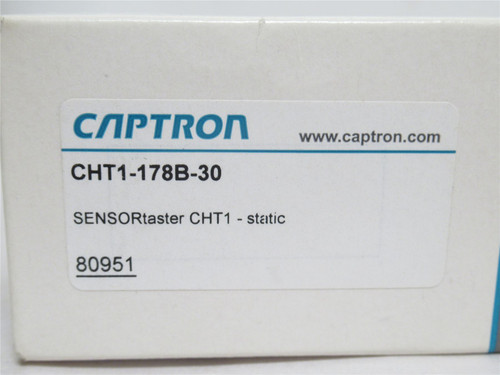 CAPTRON
www.captron.com
CHT1-178B-30
SENSORtaster CHT1 - static
80951